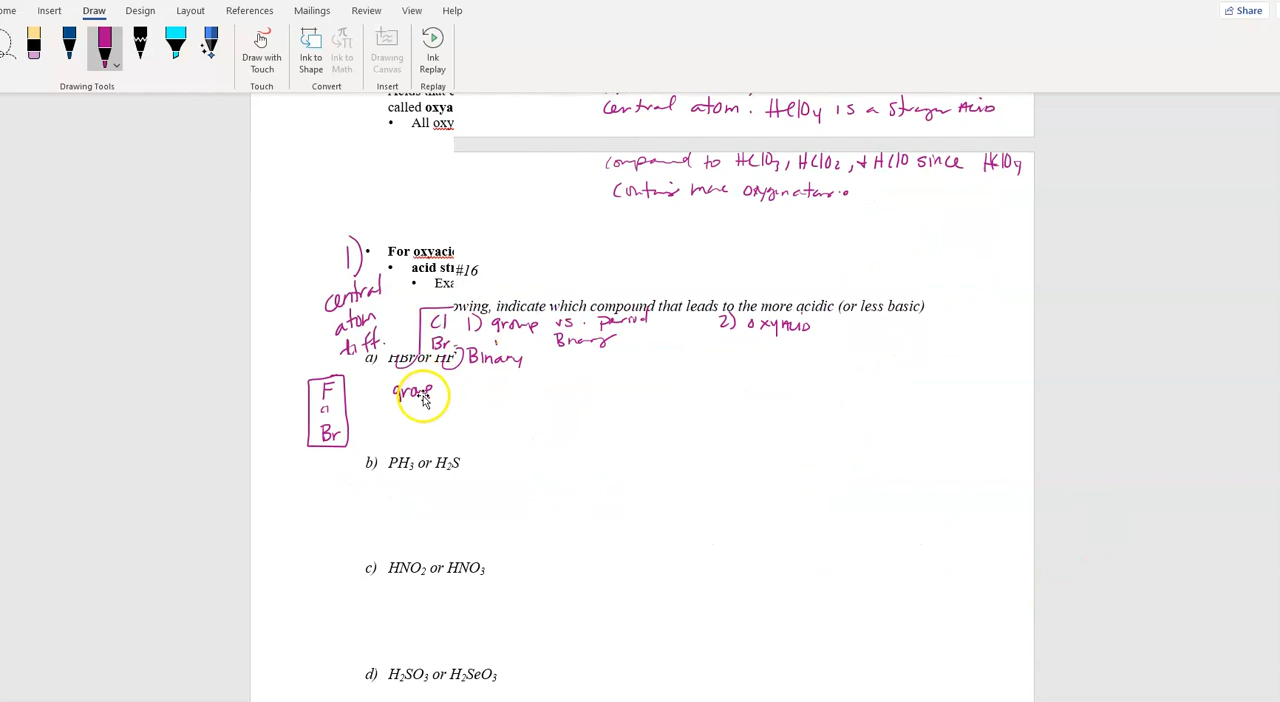 ome Insert Draw Design Layout References Mailings Review View Help
Share
Draw with Touch
Ink to Shape
Ink to Math
Drawing Canvas
Ink Replay
Drawing Tools
Touch
Convert
Insert
Replay
called oxya
• All oxy
central atom. HClO4 is a stronger Acid
compound to HClO3, HClO2, + HClO since HClO4
contains more oxygen atoms.
1)
central
atom
diff.
• For oxyaci
• acid str
• Exa
#16
owing, indicate which compound that leads to the more acidic (or less basic)
Cl
Br
1) group vs. period
Binary
2) oxyAcid
a) HBr or HF Binary
group
F
Cl
Br
b) PH3 or H2S
c) HNO2 or HNO3
d) H2SO3 or H2SeO3